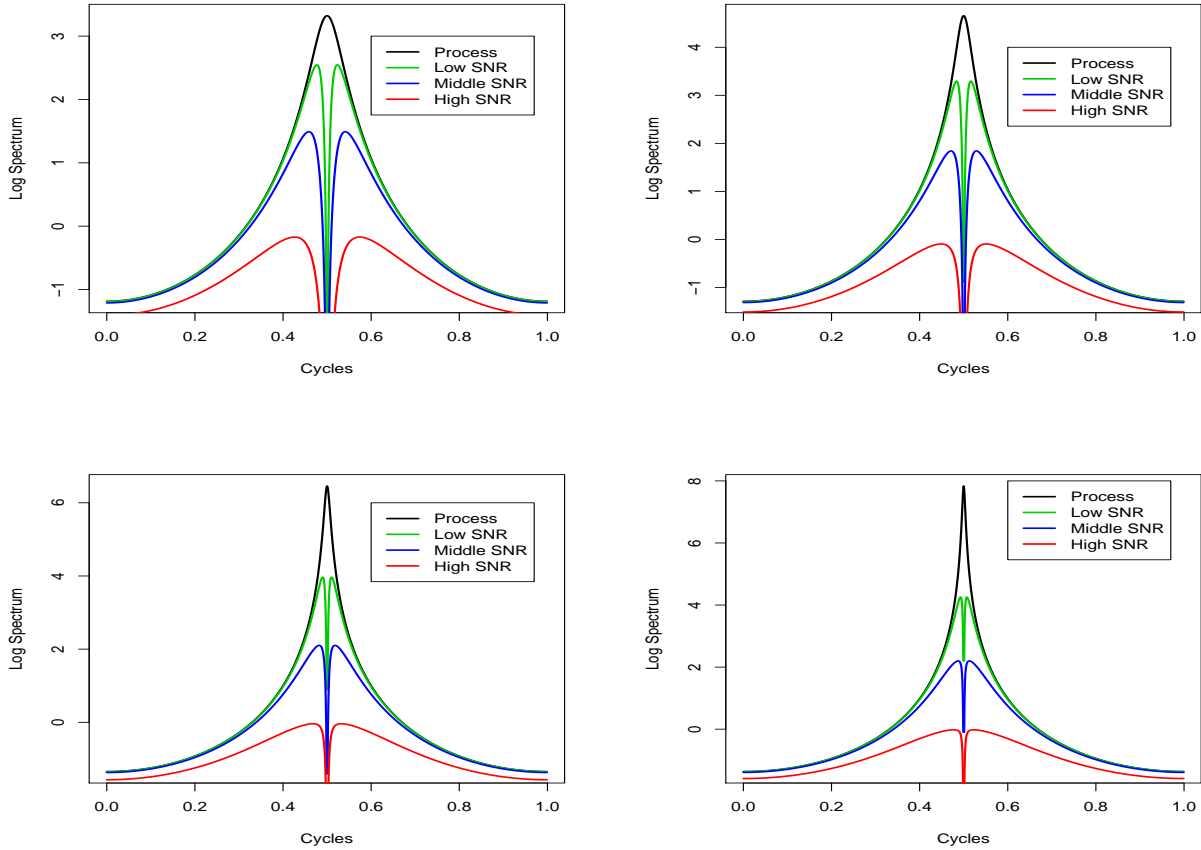 Process
Low SNR
Middle SNR
High SNR
Log Spectrum
3
2
1
0
−1
0.0 0.2 0.4 0.6 0.8 1.0
Cycles
Process
Low SNR
Middle SNR
High SNR
Log Spectrum
4
3
2
1
0
−1
0.0 0.2 0.4 0.6 0.8 1.0
Cycles
Process
Low SNR
Middle SNR
High SNR
Log Spectrum
6
4
2
0
0.0 0.2 0.4 0.6 0.8 1.0
Cycles
Process
Low SNR
Middle SNR
High SNR
Log Spectrum
8
6
4
2
0
0.0 0.2 0.4 0.6 0.8 1.0
Cycles